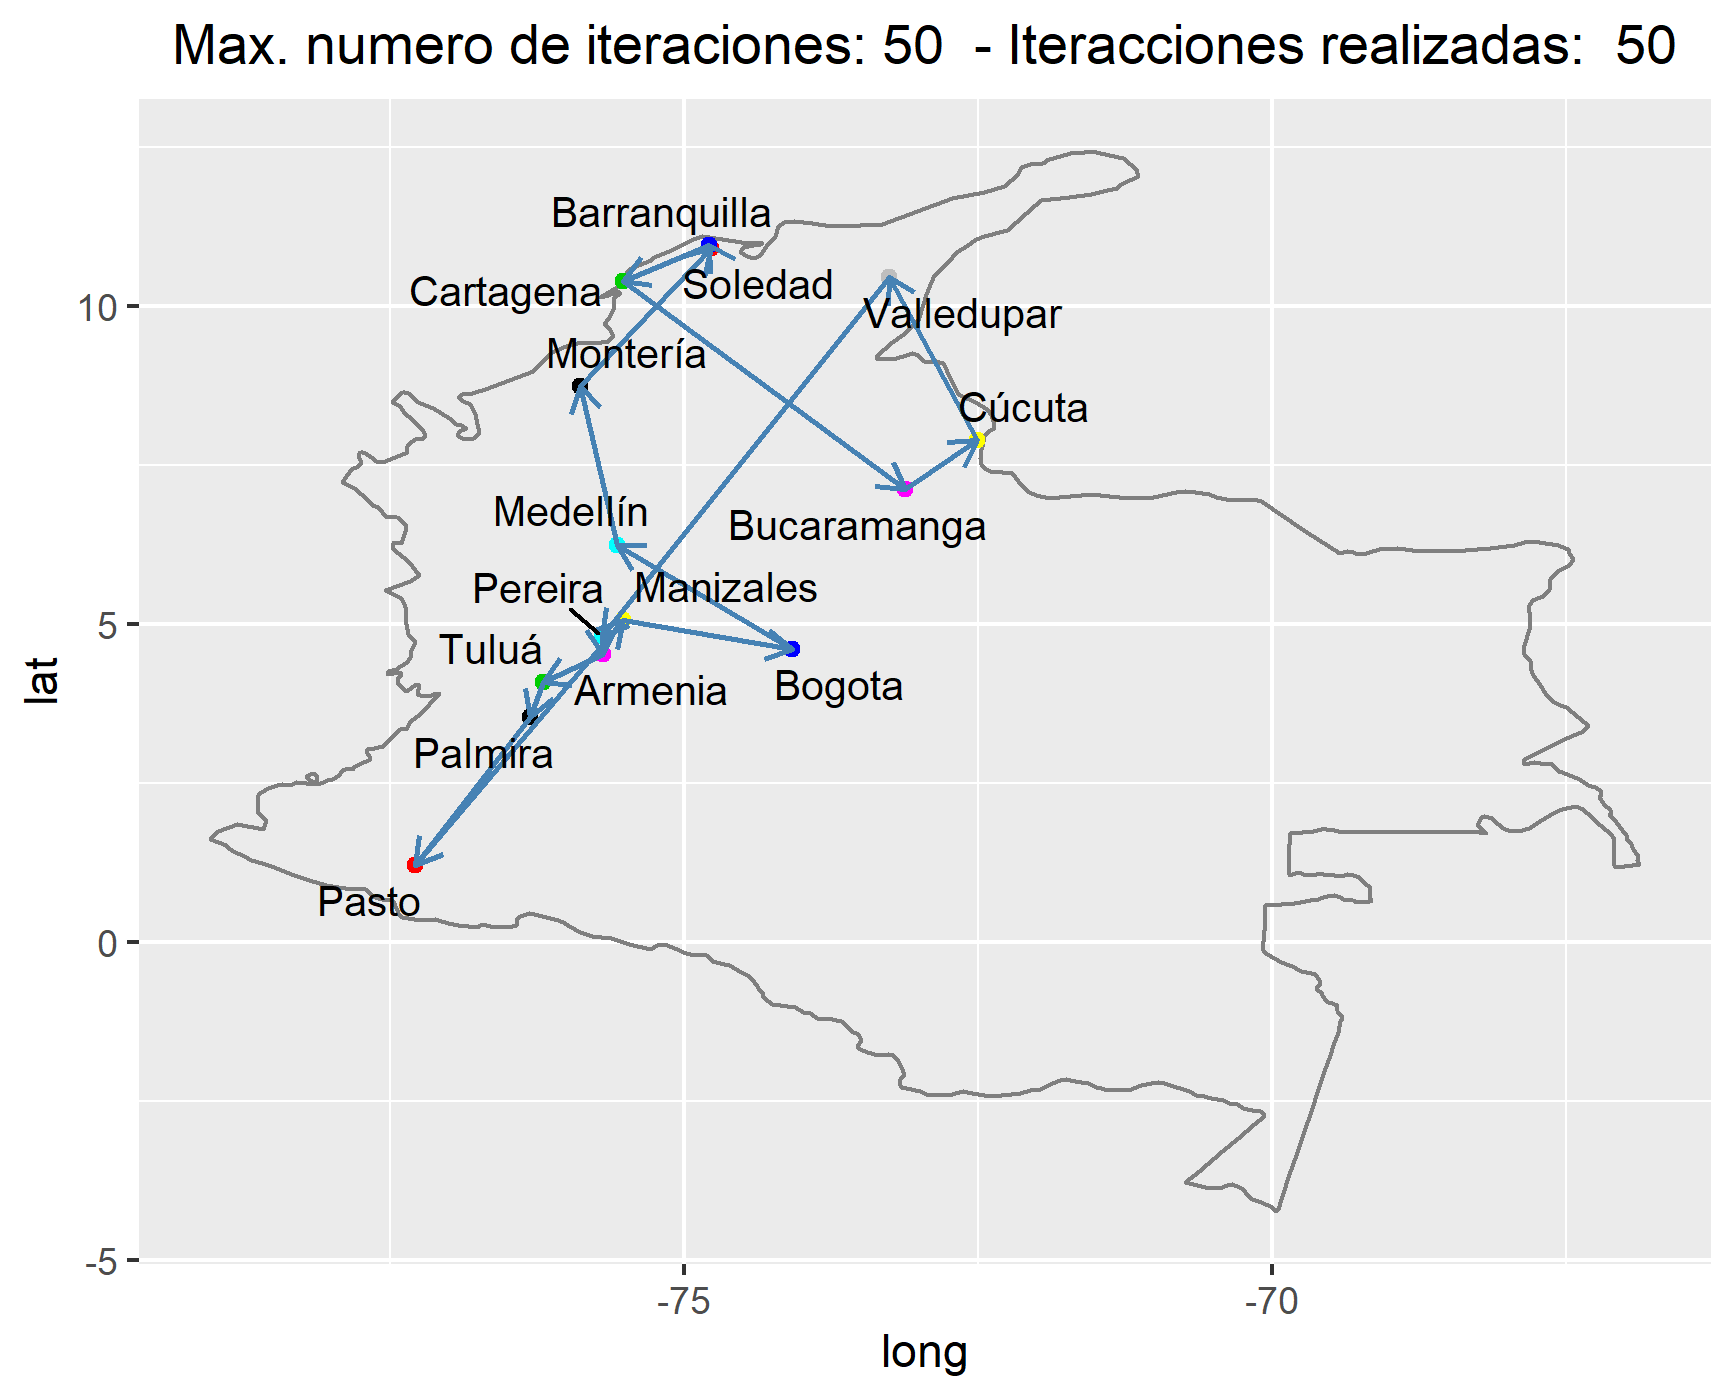 Max. numero de iteraciones: 50 - Iteracciones realizadas: 50
Barranquilla
Cartagena
Soledad
Valledupar
10
Montería
Cúcuta
Medellín
Bucaramanga
Pereira
Manizales
5
Tuluá
Armenia
Bogota
lat
Palmira
Pasto
0
-5
-75
-70
long